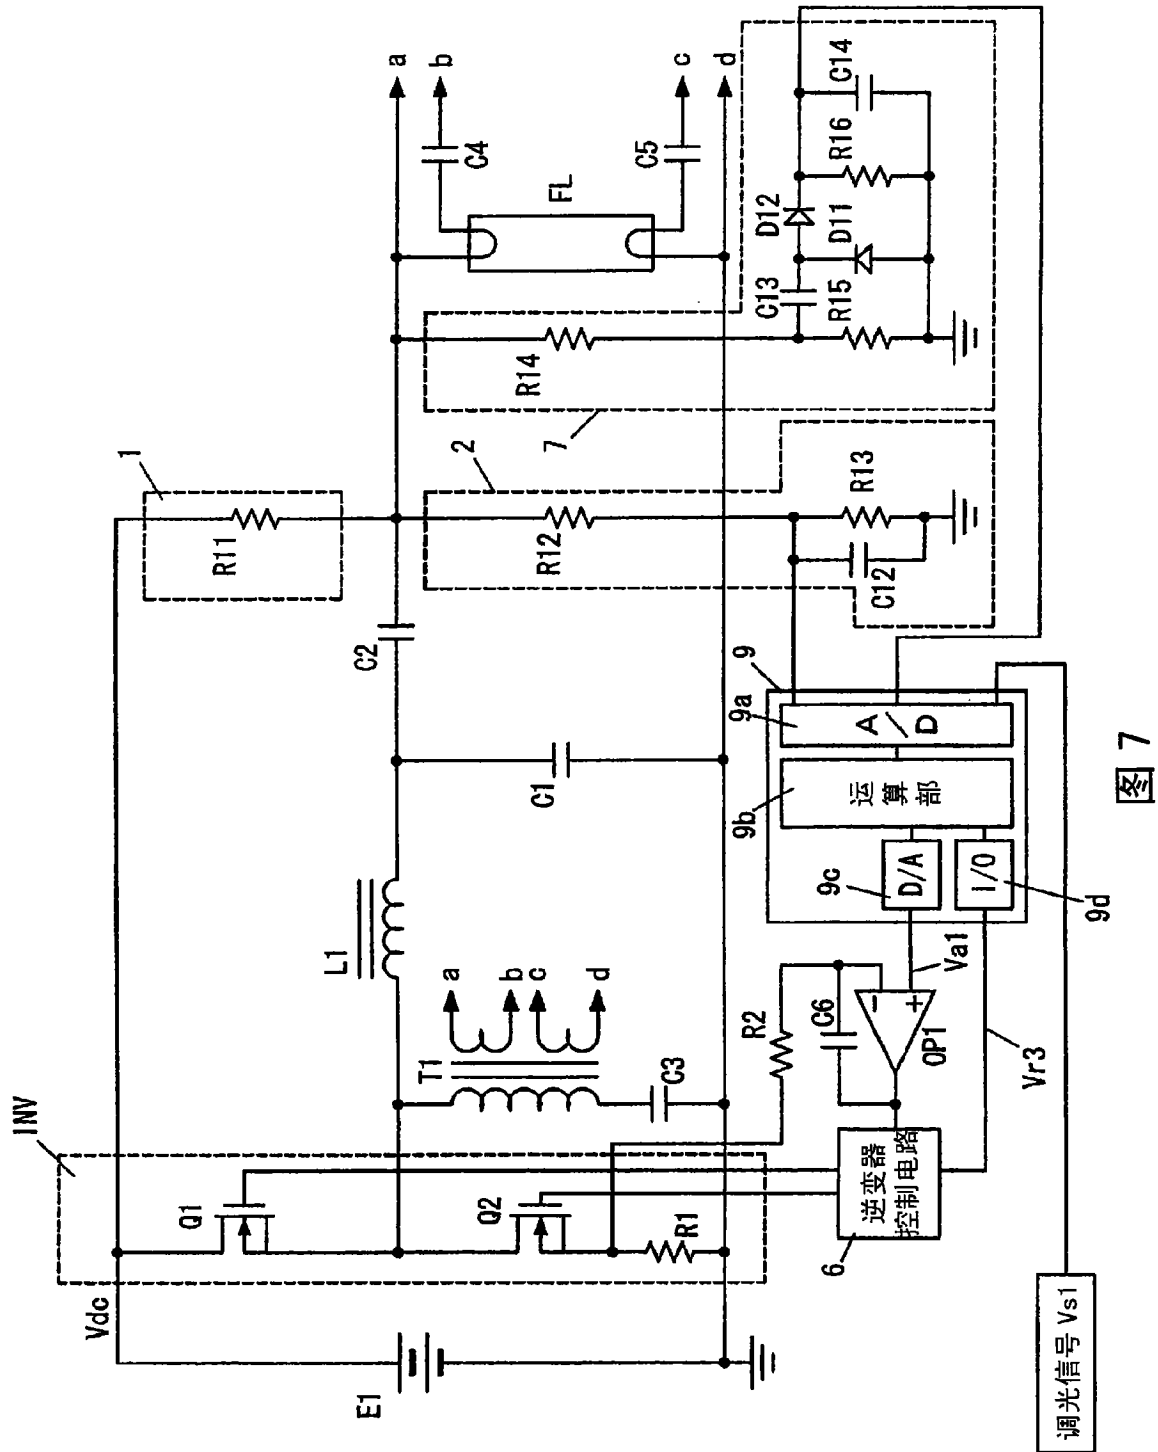 INV
Vdc
E1
Q1
Q2
R1
T1
a
b
c
d
C3
L1
C1
C2
1
R11
2
R12
C12
R13
7
R14
R15
C13
D11
D12
R16
C14
FL
C4
C5
a
b
c
d
R2
C6
OP1
Va1
Vr3
6
逆变器
控制电路
9
9a
A/D
9b
运算部
9c
D/A
9d
I/O
调光信号 Vs1
图 7